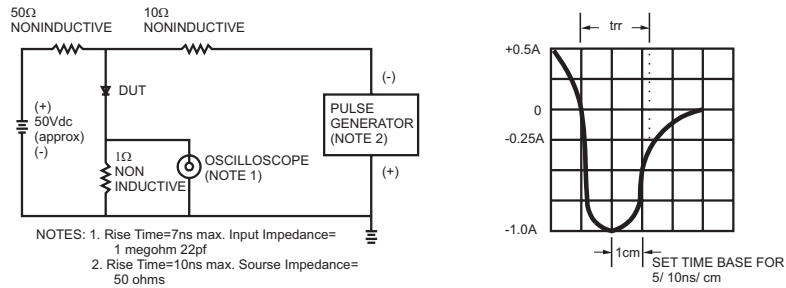 50Ω
NONINDUCTIVE
10Ω
NONINDUCTIVE
DUT
(+)
50Vdc
(approx)
(-)
1Ω
NON
INDUCTIVE
OSCILLOSCOPE
(NOTE 1)
(-)
PULSE
GENERATOR
(NOTE 2)
(+)
NOTES: 1. Rise Time=7ns max. Input Impedance=
1 megohm 22pf
2. Rise Time=10ns max. Sourse Impedance=
50 ohms
trr
+0.5A
0
-0.25A
-1.0A
1cm
SET TIME BASE FOR
5/ 10ns/ cm